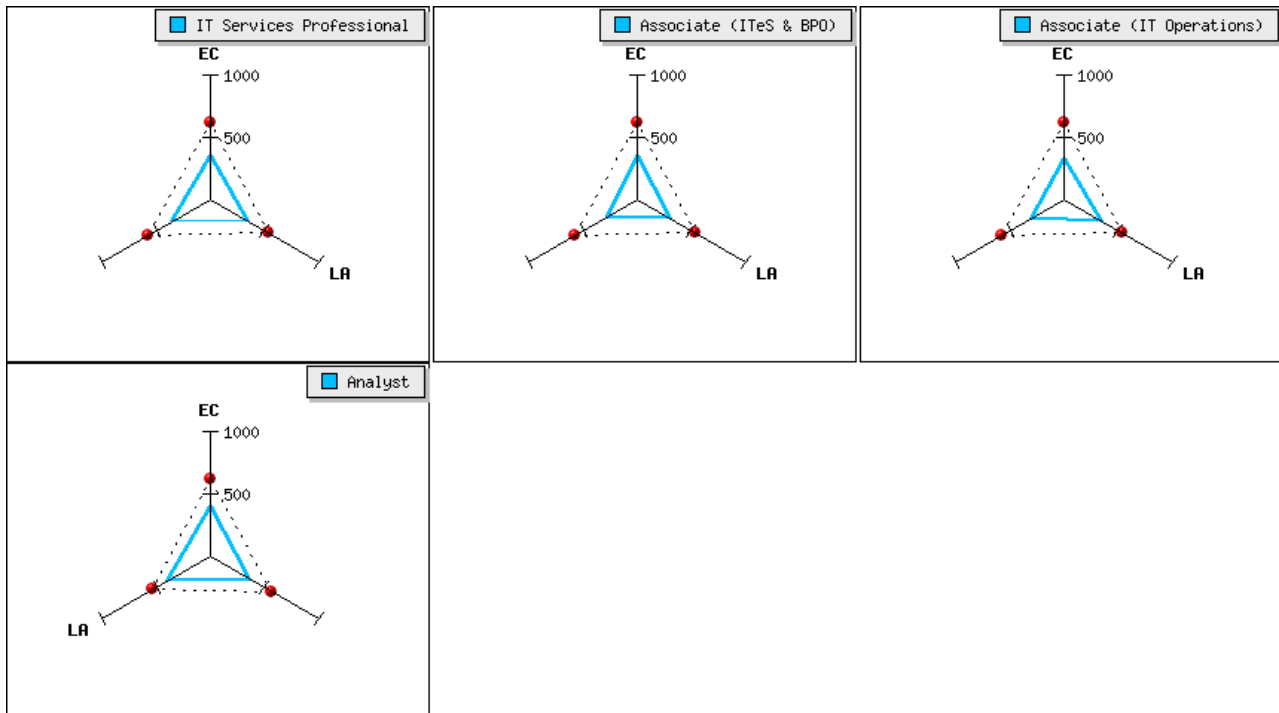 IT Services Professional
EC
1000
500
LA
Associate (ITeS & BPO)
EC
1000
500
LA
Associate (IT Operations)
EC
1000
500
LA
Analyst
EC
1000
500
LA